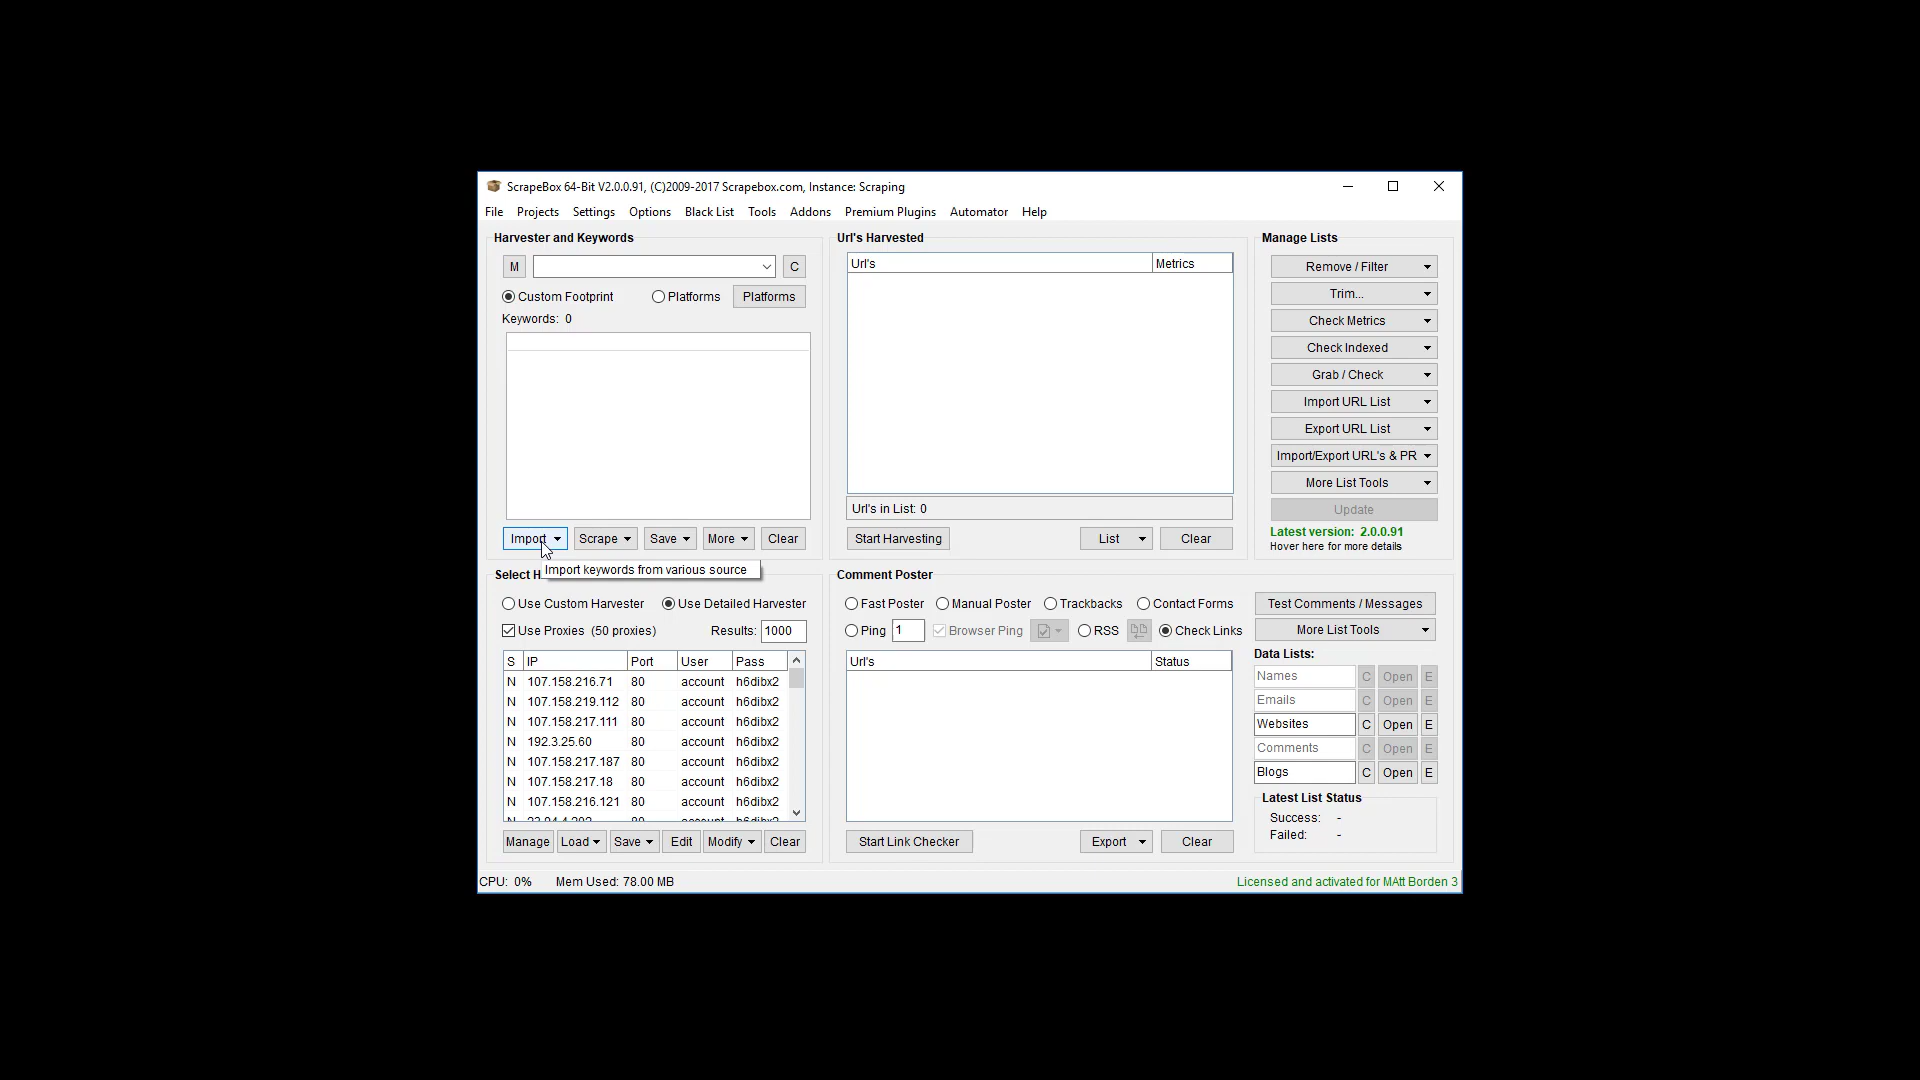 ScrapeBox 64-Bit V2.0.0.91, (C)2009-2017 Scrapebox.com, Instance: Scraping
File Projects Settings Options Black List Tools Addons Premium Plugins Automator Help
Harvester and Keywords
M C
Custom Footprint Platforms Platforms
Keywords: 0
Import Scrape Save More Clear
Import keywords from various source
Url's Harvested
Url's Metrics
Url's in List: 0
Start Harvesting List Clear
Manage Lists
Remove / Filter
Trim...
Check Metrics
Check Indexed
Grab / Check
Import URL List
Export URL List
Import/Export URL's & PR
More List Tools
Update
Latest version: 2.0.0.91
Hover here for more details
Select H
Use Custom Harvester Use Detailed Harvester
Use Proxies (50 proxies) Results: 1000
S IP Port User Pass
N 107.158.216.71 80 account h6dibx2
N 107.158.219.112 80 account h6dibx2
N 107.158.217.111 80 account h6dibx2
N 192.3.25.60 80 account h6dibx2
N 107.158.217.187 80 account h6dibx2
N 107.158.217.18 80 account h6dibx2
N 107.158.216.121 80 account h6dibx2
Manage Load Save Edit Modify Clear
Comment Poster
Fast Poster Manual Poster Trackbacks Contact Forms
Ping 1 Browser Ping RSS Check Links
Url's Status
Start Link Checker Export Clear
Test Comments / Messages
More List Tools
Data Lists:
Names C Open E
Emails C Open E
Websites C Open E
Comments C Open E
Blogs C Open E
Latest List Status
Success: -
Failed: -
CPU: 0% Mem Used: 78.00 MB
Licensed and activated for MAtt Borden 3